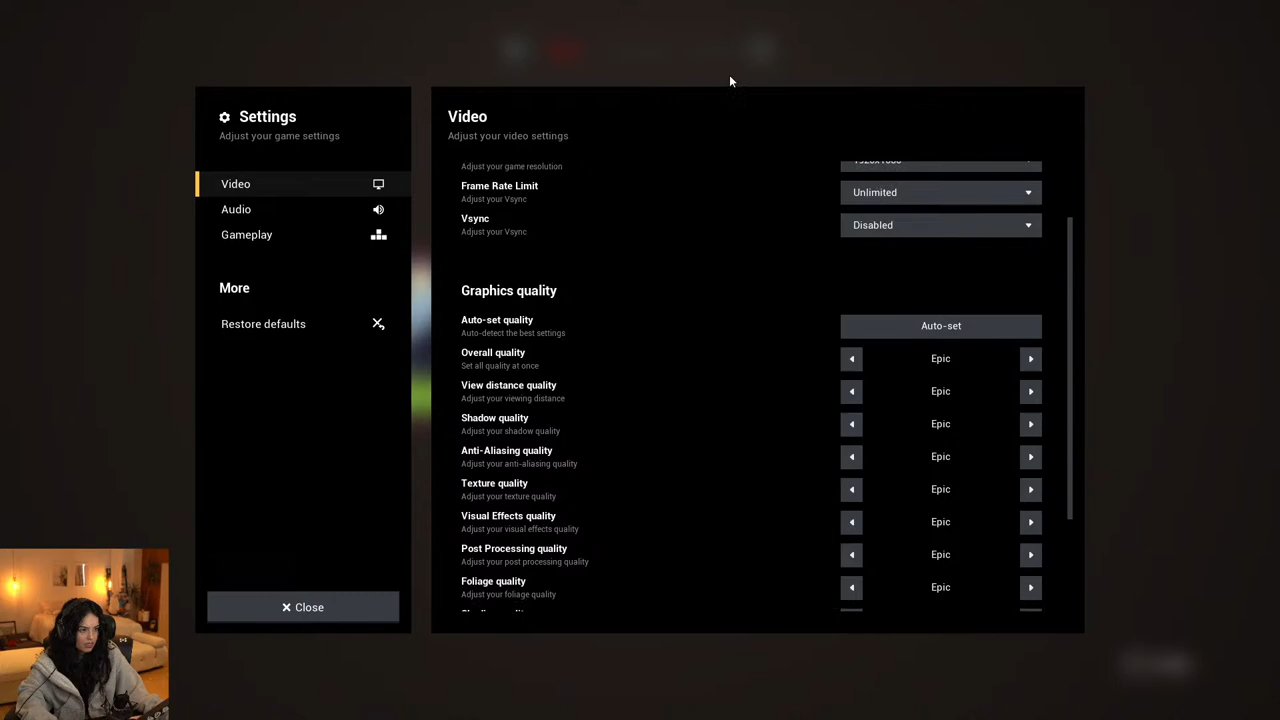 Settings
Adjust your game settings
Video
Audio
Gameplay
More
Restore defaults
Close
Video
Adjust your video settings
Adjust your game resolution
Frame Rate Limit
Adjust your Vsync
Unlimited
Vsync
Adjust your Vsync
Disabled
Graphics quality
Auto-set quality
Auto-detect the best settings
Auto-set
Overall quality
Set all quality at once
Epic
View distance quality
Adjust your viewing distance
Epic
Shadow quality
Adjust your shadow quality
Epic
Anti-Aliasing quality
Adjust your anti-aliasing quality
Epic
Texture quality
Adjust your texture quality
Epic
Visual Effects quality
Adjust your visual effects quality
Epic
Post Processing quality
Adjust your post processing quality
Epic
Foliage quality
Adjust your foliage quality
Epic